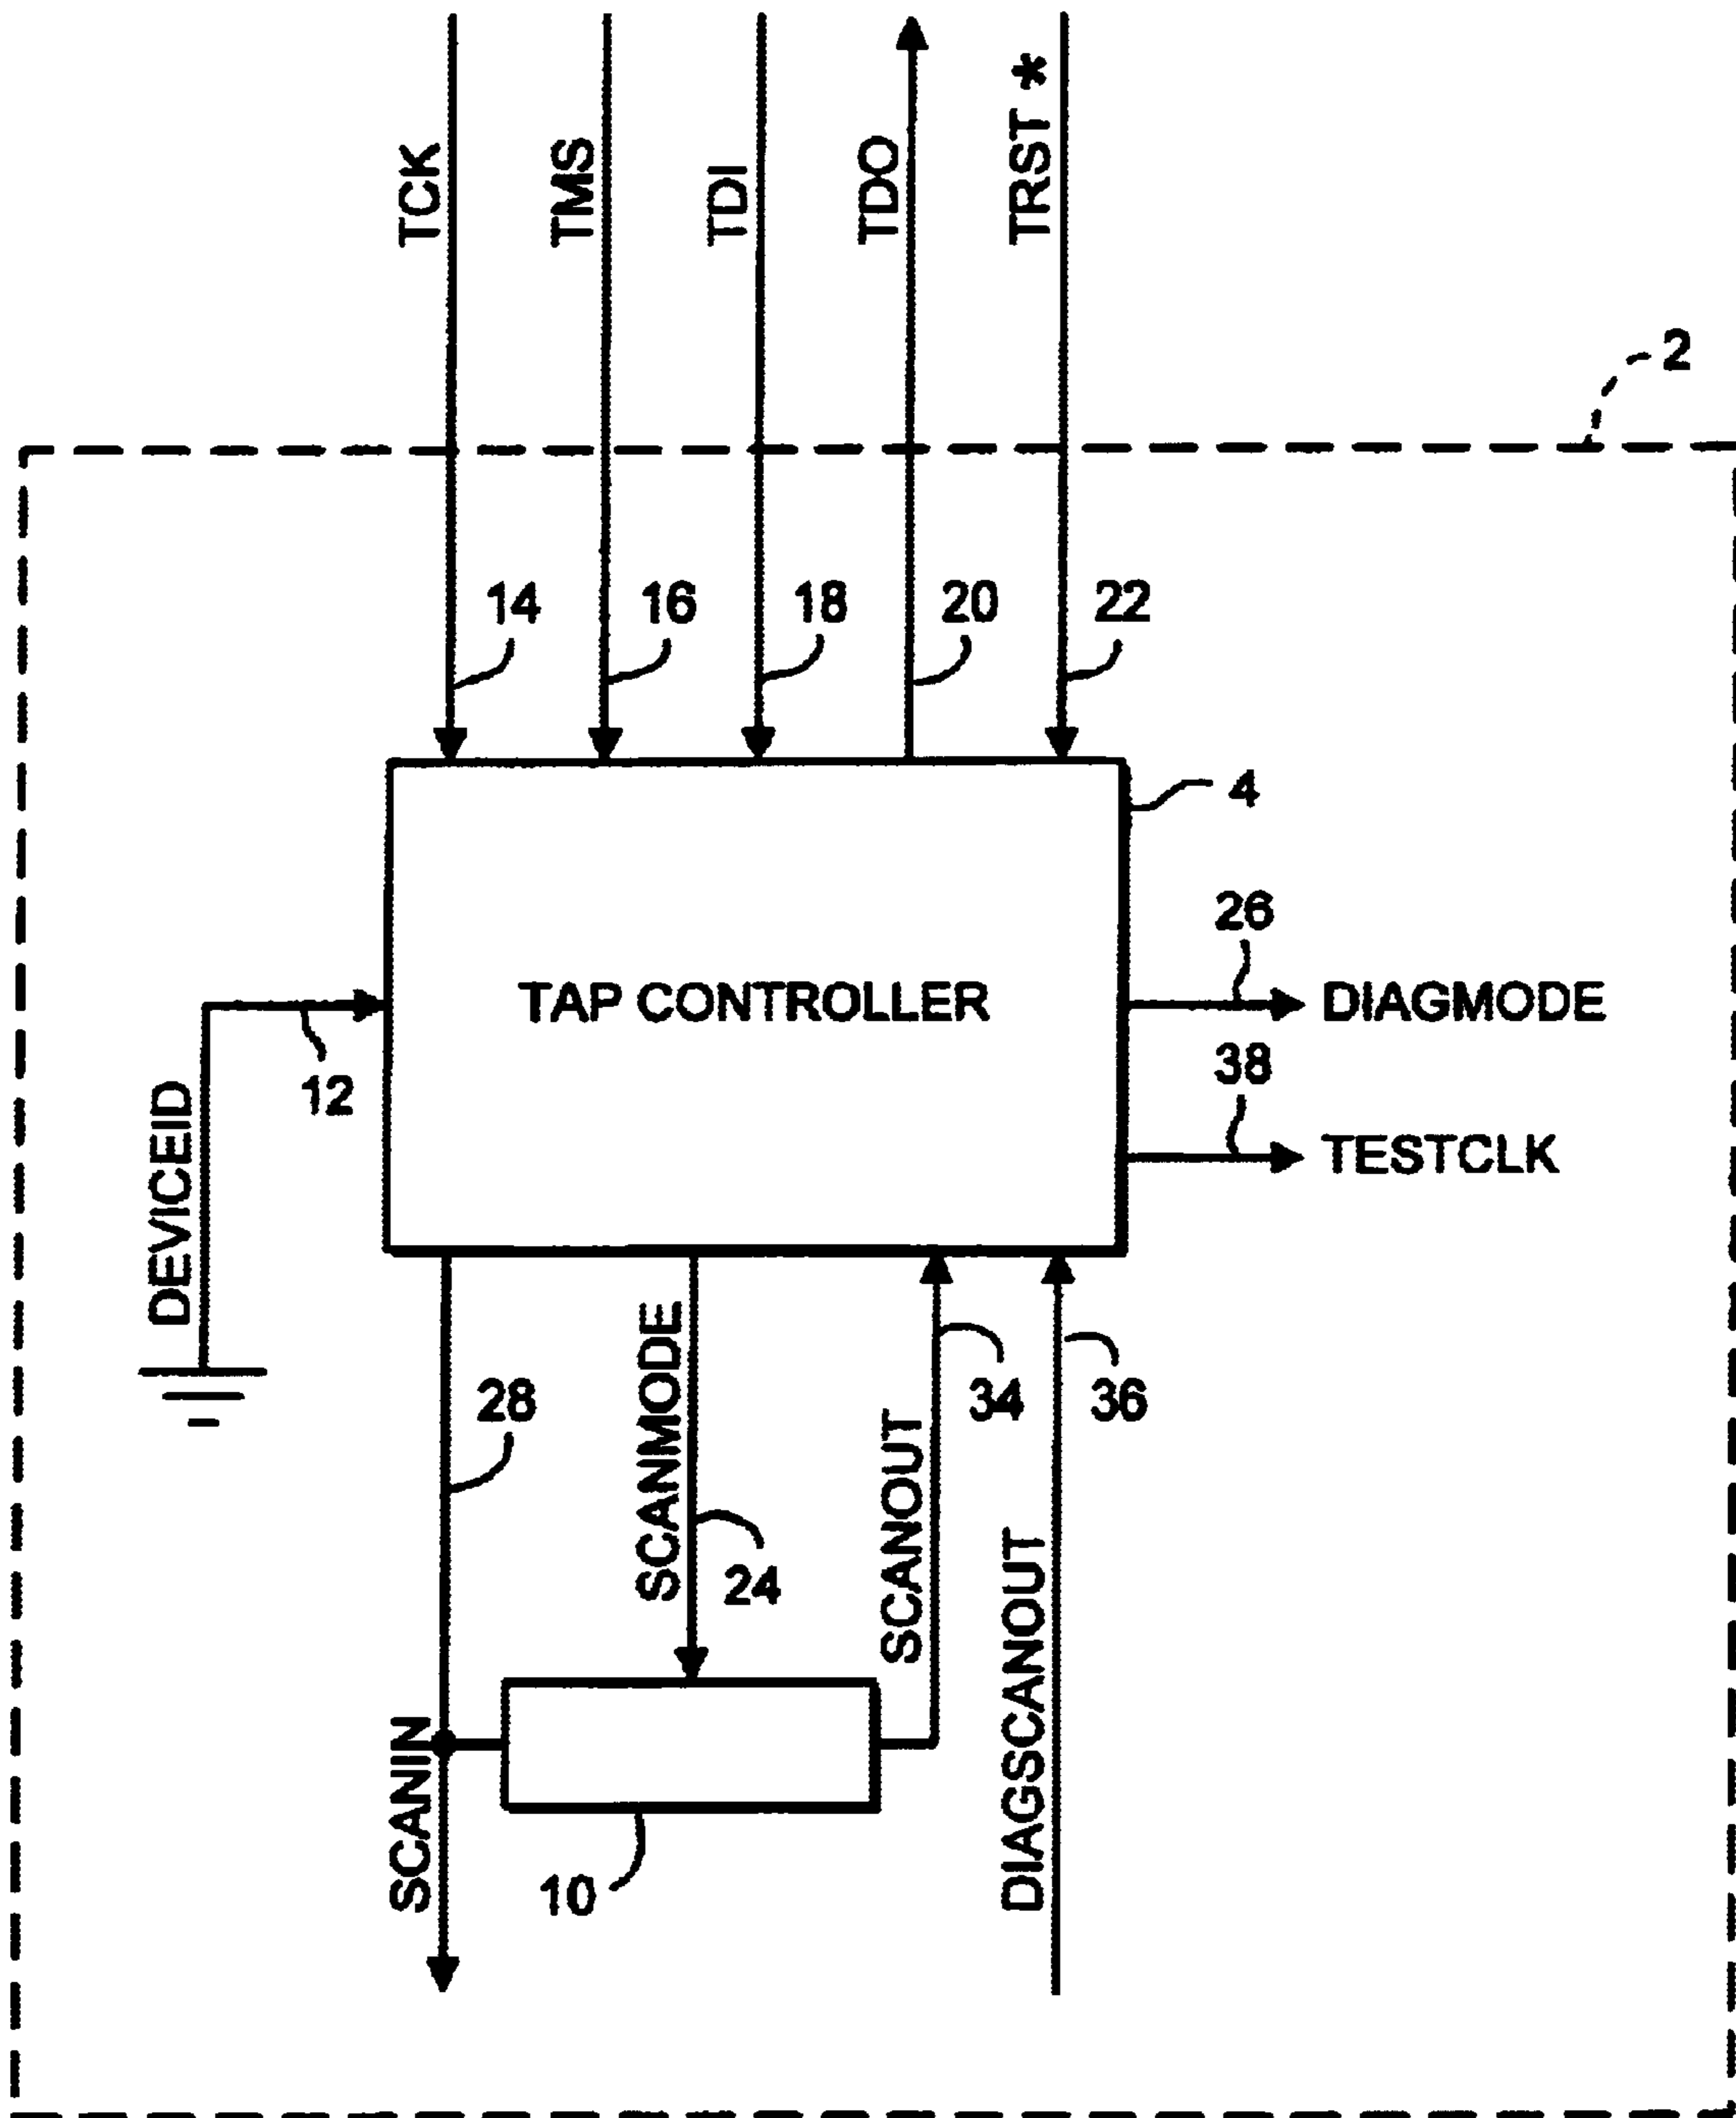 TCK
TMS
TDI
TDO
TRST *
2
14
16
18
20
22
4
26
TAP CONTROLLER
DIAGMODE
12
38
DEVICEID
TESTCLK
28
SCANMODE
34
36
SCANOUT
24
DIAGSCANOUT
SCANIN
10